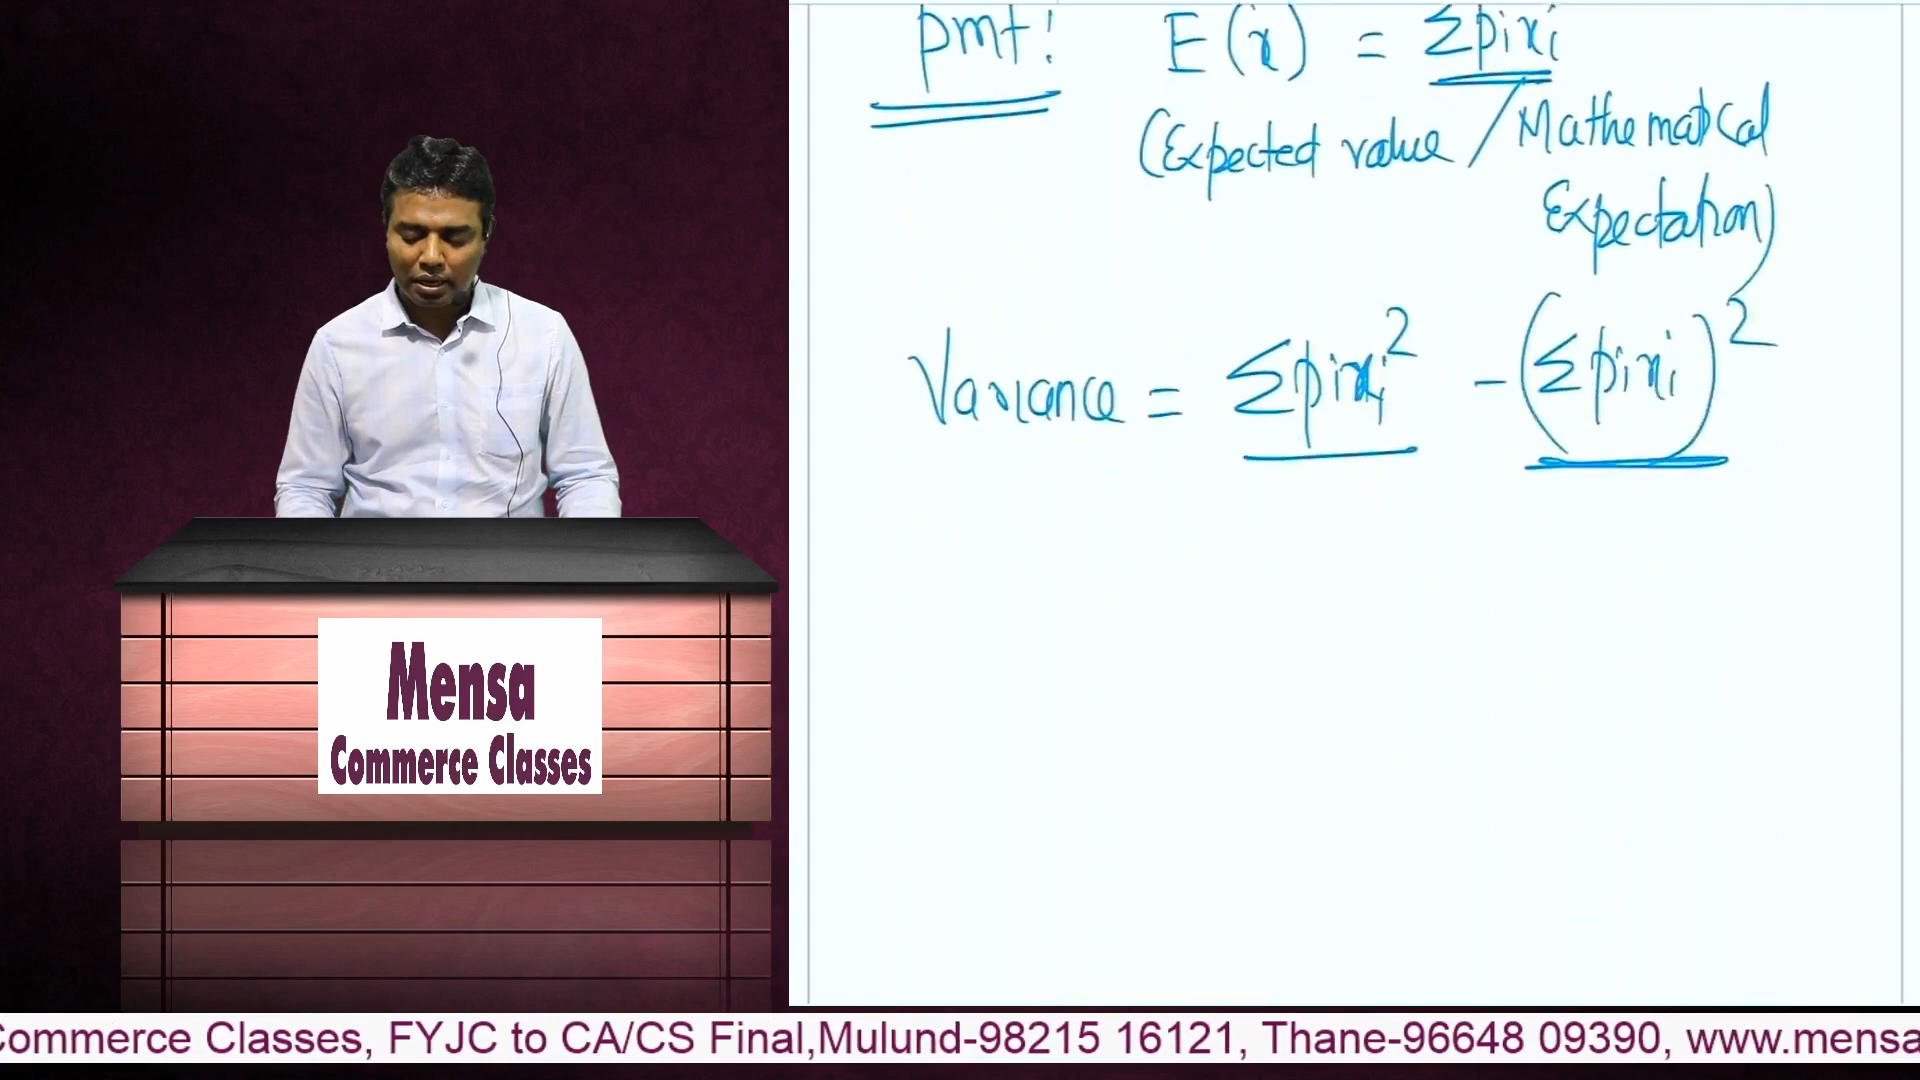 pmf: E(x) = Σpixi
(Expected value / Mathematical
Expectation)
Variance = Σpixi² - (Σpixi)²
Mensa
Commerce Classes
Commerce Classes, FYJC to CA/CS Final,Mulund-98215 16121, Thane-96648 09390, www.mensa